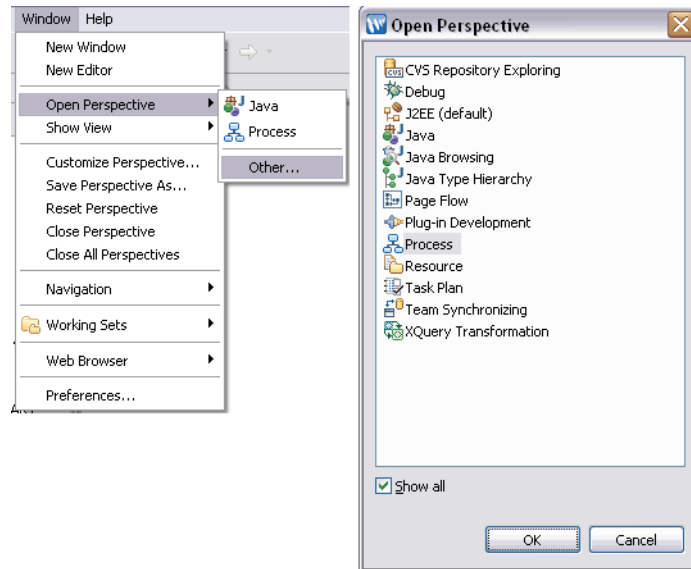 Window Help
New Window
New Editor
Open Perspective
Show View
Customize Perspective...
Save Perspective As...
Reset Perspective
Close Perspective
Close All Perspectives
Navigation
Working Sets
Web Browser
Preferences...
Java
Process
Other...
Open Perspective
CVS Repository Exploring
Debug
J2EE (default)
Java
Java Browsing
Java Type Hierarchy
Page Flow
Plug-in Development
Process
Resource
Task Plan
Team Synchronizing
XQuery Transformation
Show all
OK Cancel